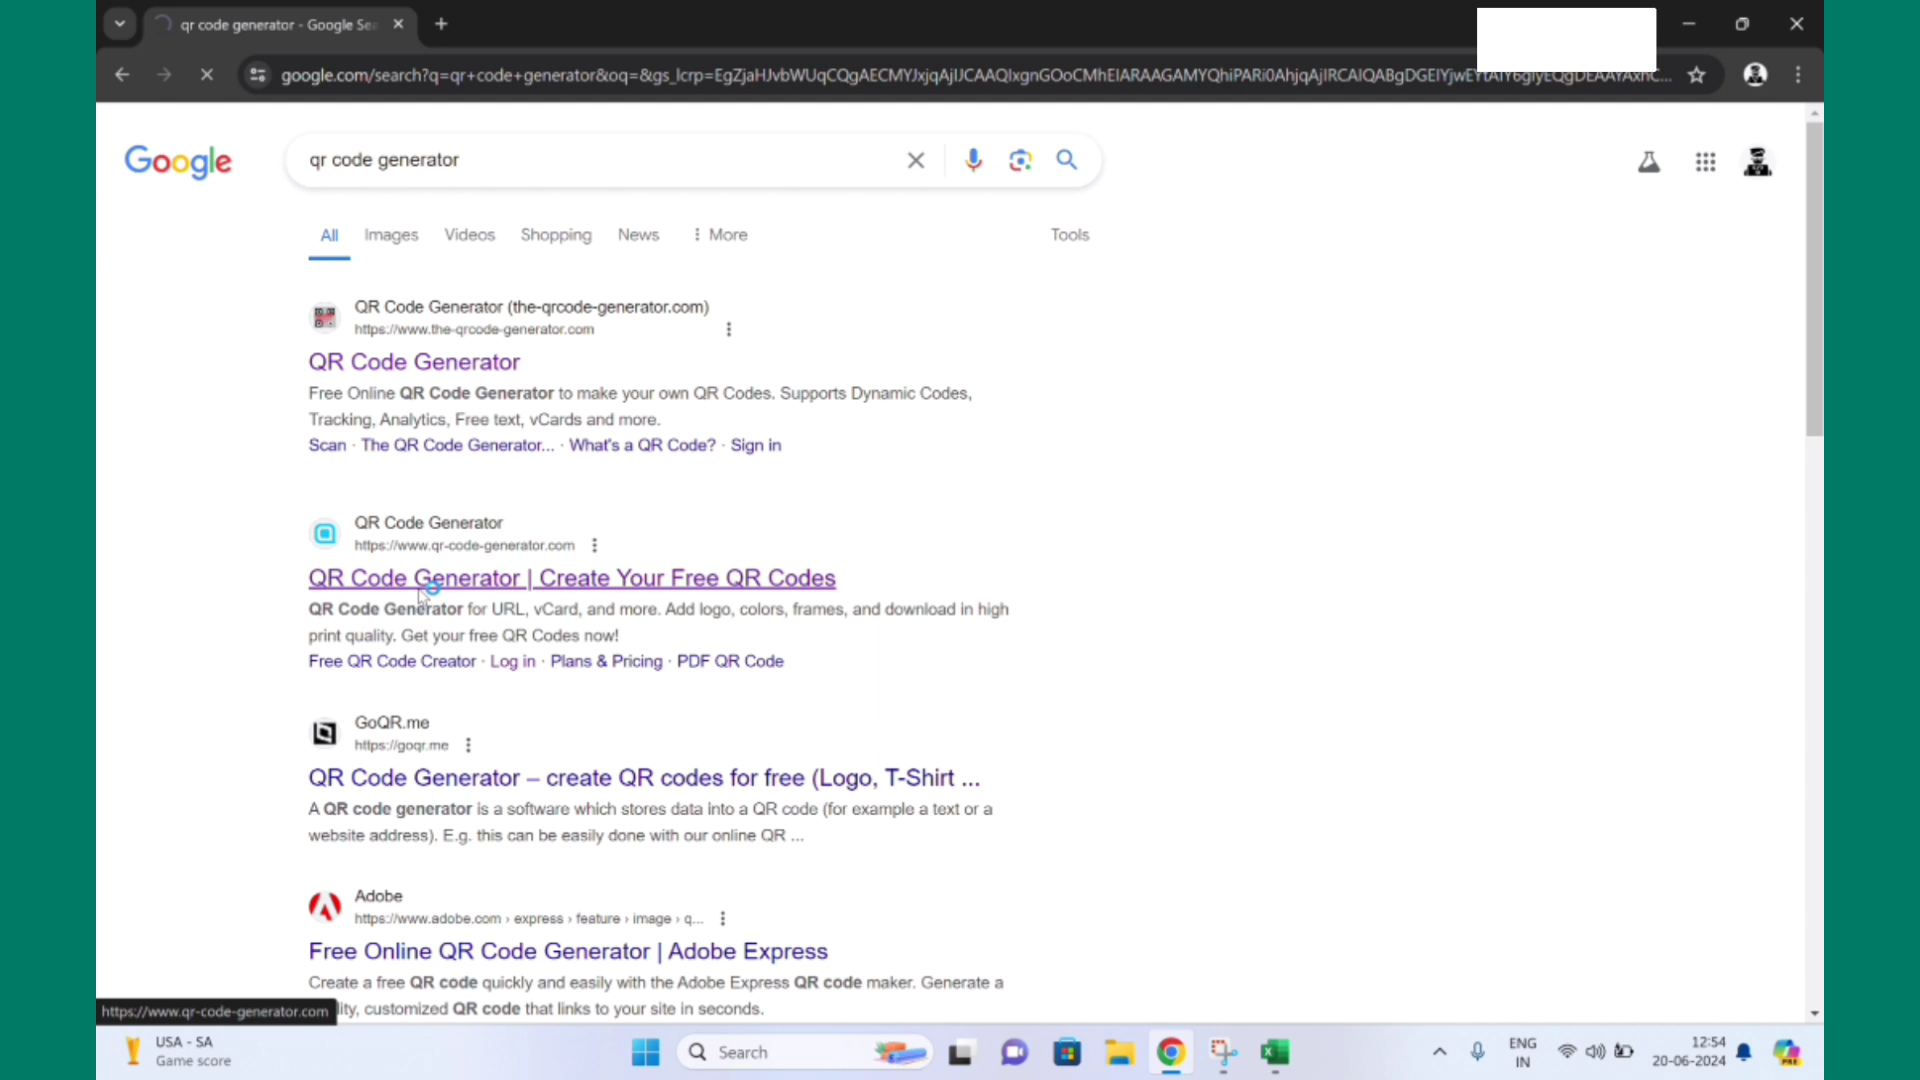 qr code generator - Google Sea
google.com/search?q=qr+code+generator&oq=&gs_lcrp=
Google
qr code generator
All Images Videos Shopping News More Tools
QR Code Generator (the-qrcode-generator.com)
https://www.the-qrcode-generator.com
QR Code Generator
Free Online QR Code Generator to make your own QR Codes. Supports Dynamic Codes,
Tracking, Analytics, Free text, vCards and more.
Scan · The QR Code Generator... · What's a QR Code? · Sign in
QR Code Generator
https://www.qr-code-generator.com
QR Code Generator | Create Your Free QR Codes
QR Code Generator for URL, vCard, and more. Add logo, colors, frames, and download in high
print quality. Get your free QR Codes now!
Free QR Code Creator · Log in · Plans & Pricing · PDF QR Code
GoQR.me
https://goqr.me
QR Code Generator – create QR codes for free (Logo, T-Shirt ...
A QR code generator is a software which stores data into a QR code (for example a text or a
website address). E.g. this can be easily done with our online QR ...
Adobe
https://www.adobe.com › express › feature › image › q...
Free Online QR Code Generator | Adobe Express
Create a free QR code quickly and easily with the Adobe Express QR code maker. Generate a
lity, customized QR code that links to your site in seconds.
https://www.qr-code-generator.com
USA - SA
Game score
Search
ENG
IN
12:54
20-06-2024
PRE